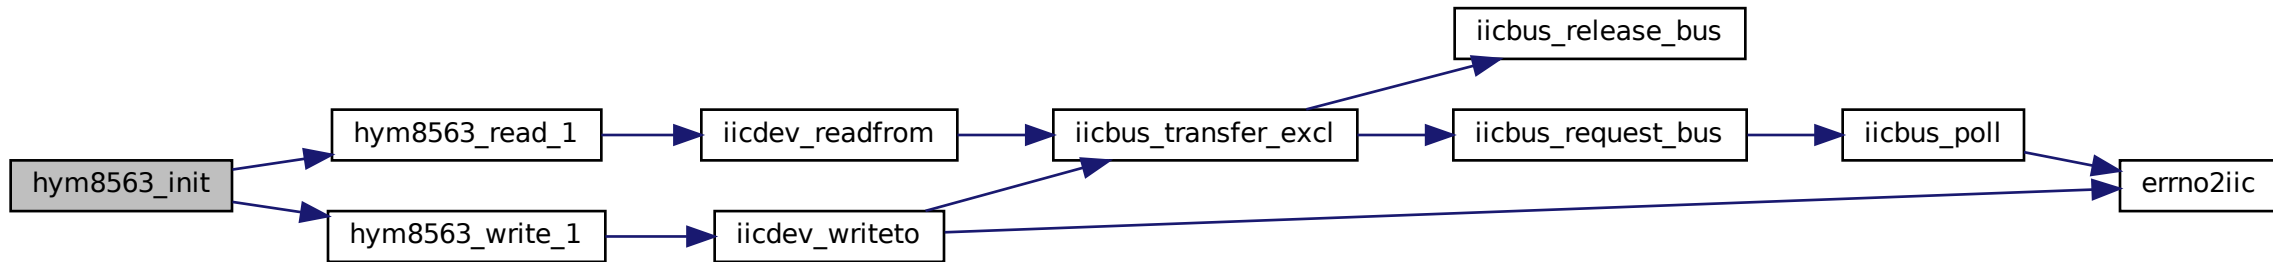 iicbus_release_bus
hym8563_read_1
iicdev_readfrom
iicbus_transfer_excl
iicbus_request_bus
iicbus_poll
hym8563_init
errno2iic
hym8563_write_1
iicdev_writeto